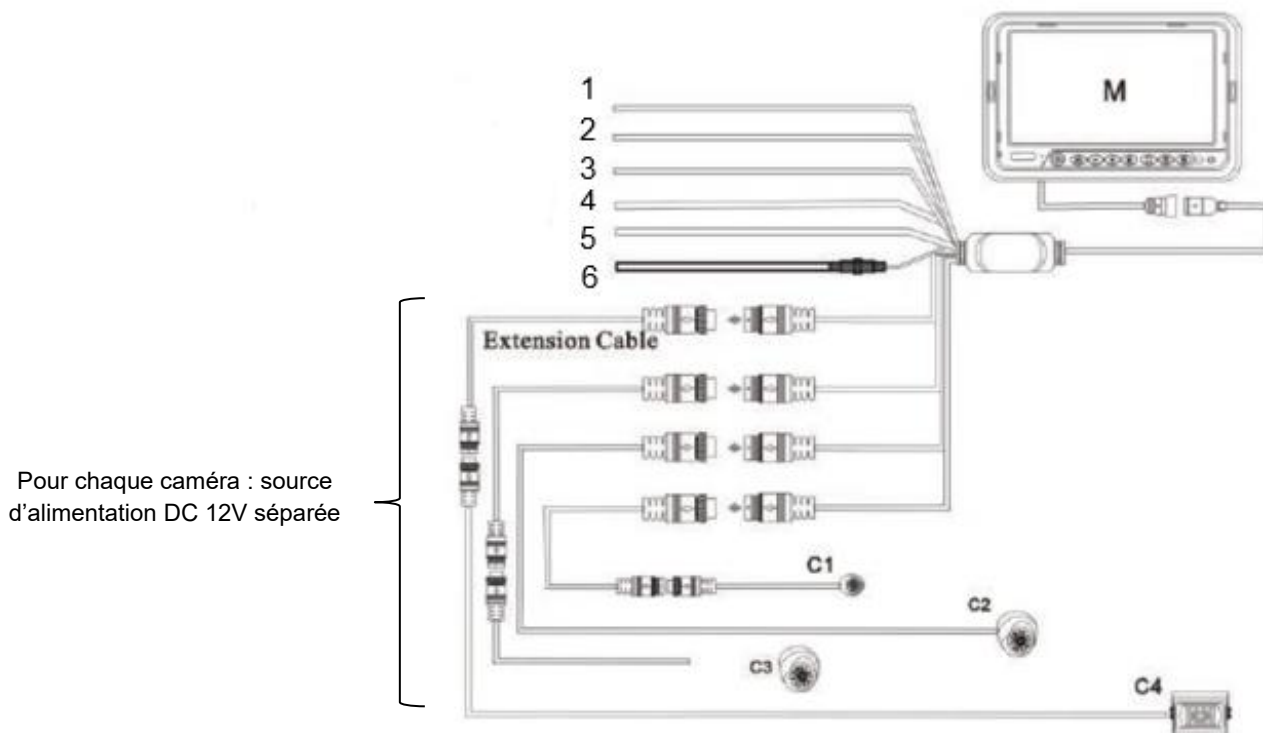 M
1
2
3
4
5
6
Extension Cable
Pour chaque caméra : source
d'alimentation DC 12V séparée
C1
C2
C3
C4